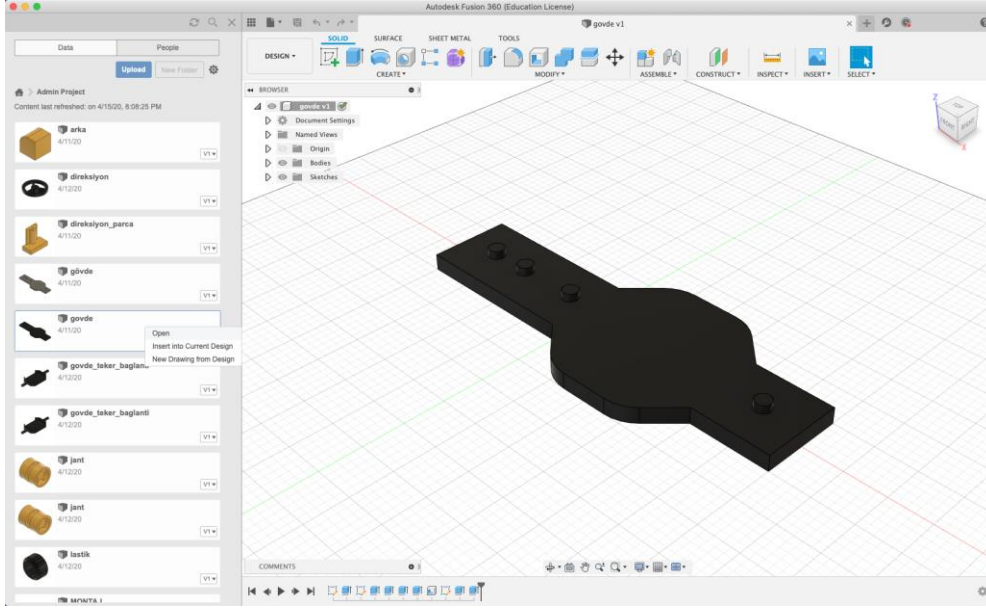 Autodesk Fusion 360 (Education License)
govde v1
Data People
Upload New Folder
Admin Project
Content last refreshed: on 4/15/20, 8:08:25 PM
arka
4/11/20
V1
direksiyon
4/12/20
V1
direksiyon_parca
4/11/20
V1
gövde
4/11/20
V1
govde
4/11/20
Open
Insert into Current Design
New Drawing from Design
govde_teker_baglanti
4/12/20
V1
govde_teker_baglanti
4/12/20
V1
jant
4/12/20
V1
jant
4/12/20
V1
lastik
4/12/20
V1
MONTAJ
SOLID SURFACE SHEET METAL TOOLS
DESIGN
CREATE MODIFY ASSEMBLE CONSTRUCT INSPECT INSERT SELECT
BROWSER
govde v1
Document Settings
Named Views
Origin
Bodies
Sketches
Z
TOP
FRONT RIGHT
X
COMMENTS